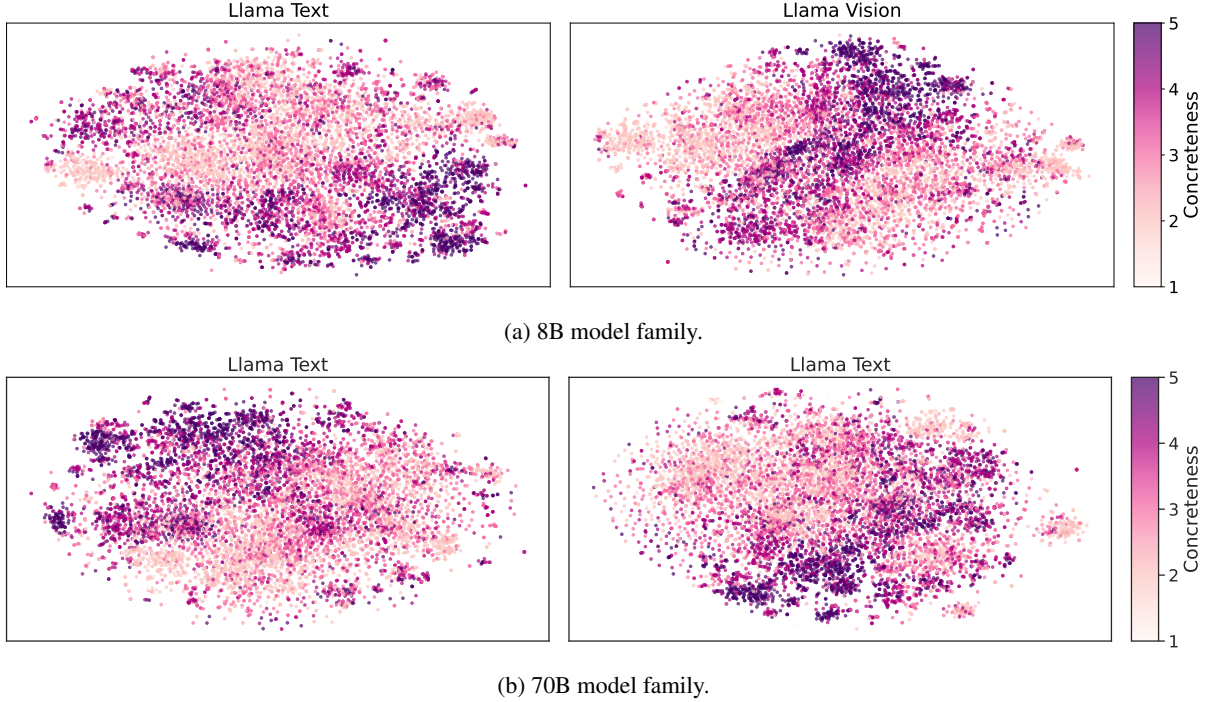 Llama Text
Llama Vision
5
4
3
2
1
Concreteness
(a) 8B model family.
Llama Text
Llama Text
5
4
3
2
1
Concreteness
(b) 70B model family.